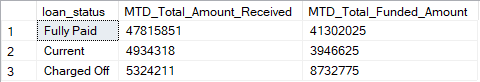 loan_status MTD_Total_Amount_Received MTD_Total_Funded_Amount
1 Fully Paid 47815851 41302025
2 Current 4934318 3946625
3 Charged Off 5324211 8732775